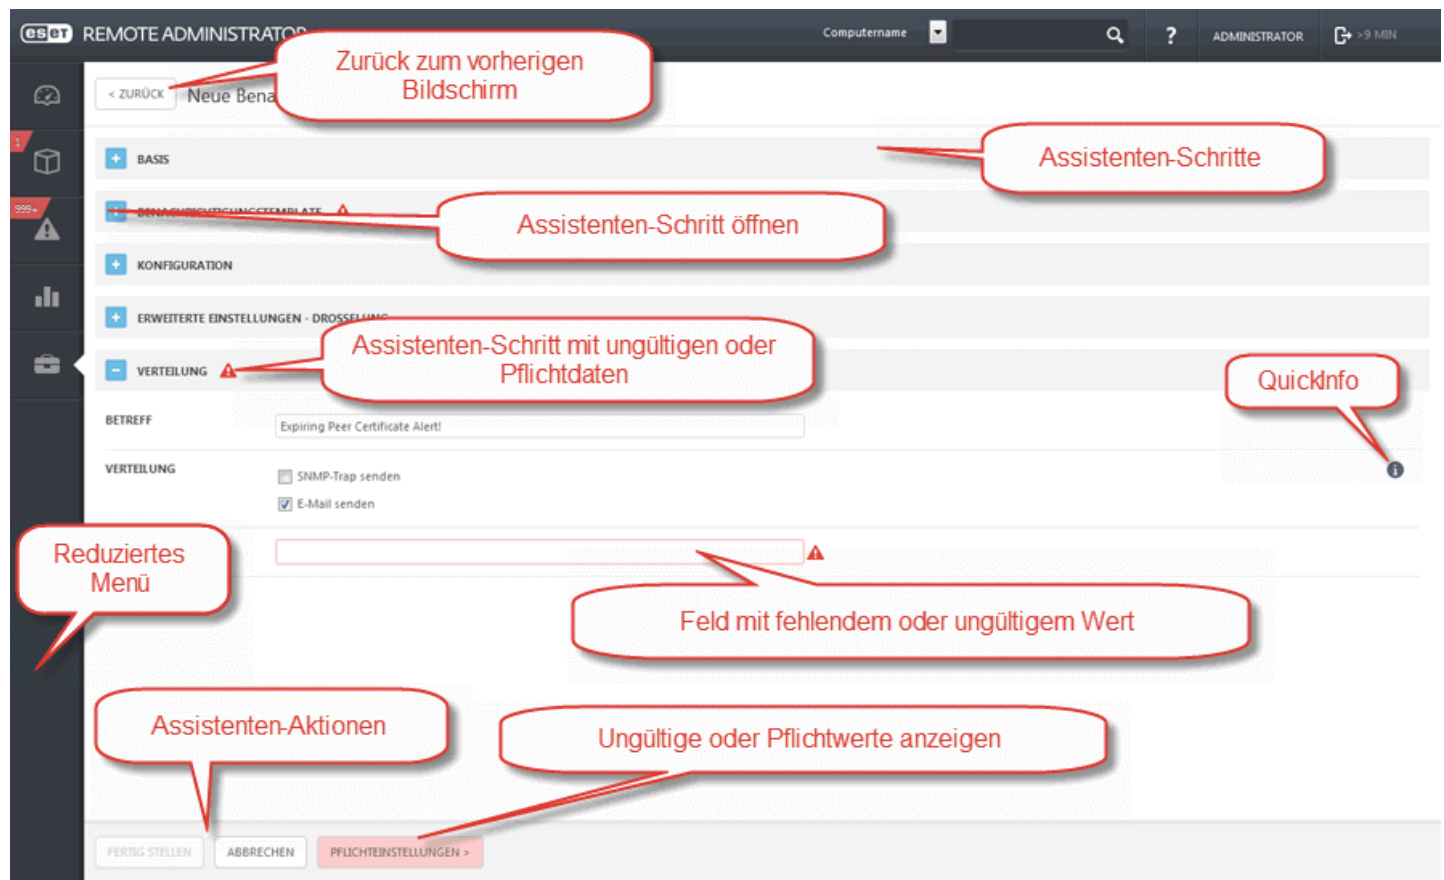 eset REMOTE ADMINISTRATOR
Computername
?
ADMINISTRATOR
>9 MIN
Zurück zum vorherigen
Bildschirm
< ZURÜCK
Neue Bena
1
BASIS
Assistenten-Schritte
999+
BENACHRICHTIGUNGSTEMPLATE
Assistenten-Schritt öffnen
KONFIGURATION
ERWEITERTE EINSTELLUNGEN - DROSSELUNG
Assistenten-Schritt mit ungültigen oder
Pflichtdaten
VERTEILUNG
QuickInfo
BETREFF
Expiring Peer Certificate Alert!
VERTEILUNG
SNMP-Trap senden
E-Mail senden
Reduziertes
Menü
Feld mit fehlendem oder ungültigem Wert
Assistenten-Aktionen
Ungültige oder Pflichtwerte anzeigen
FERTIG STELLEN
ABBRECHEN
PFLICHTEINSTELLUNGEN >